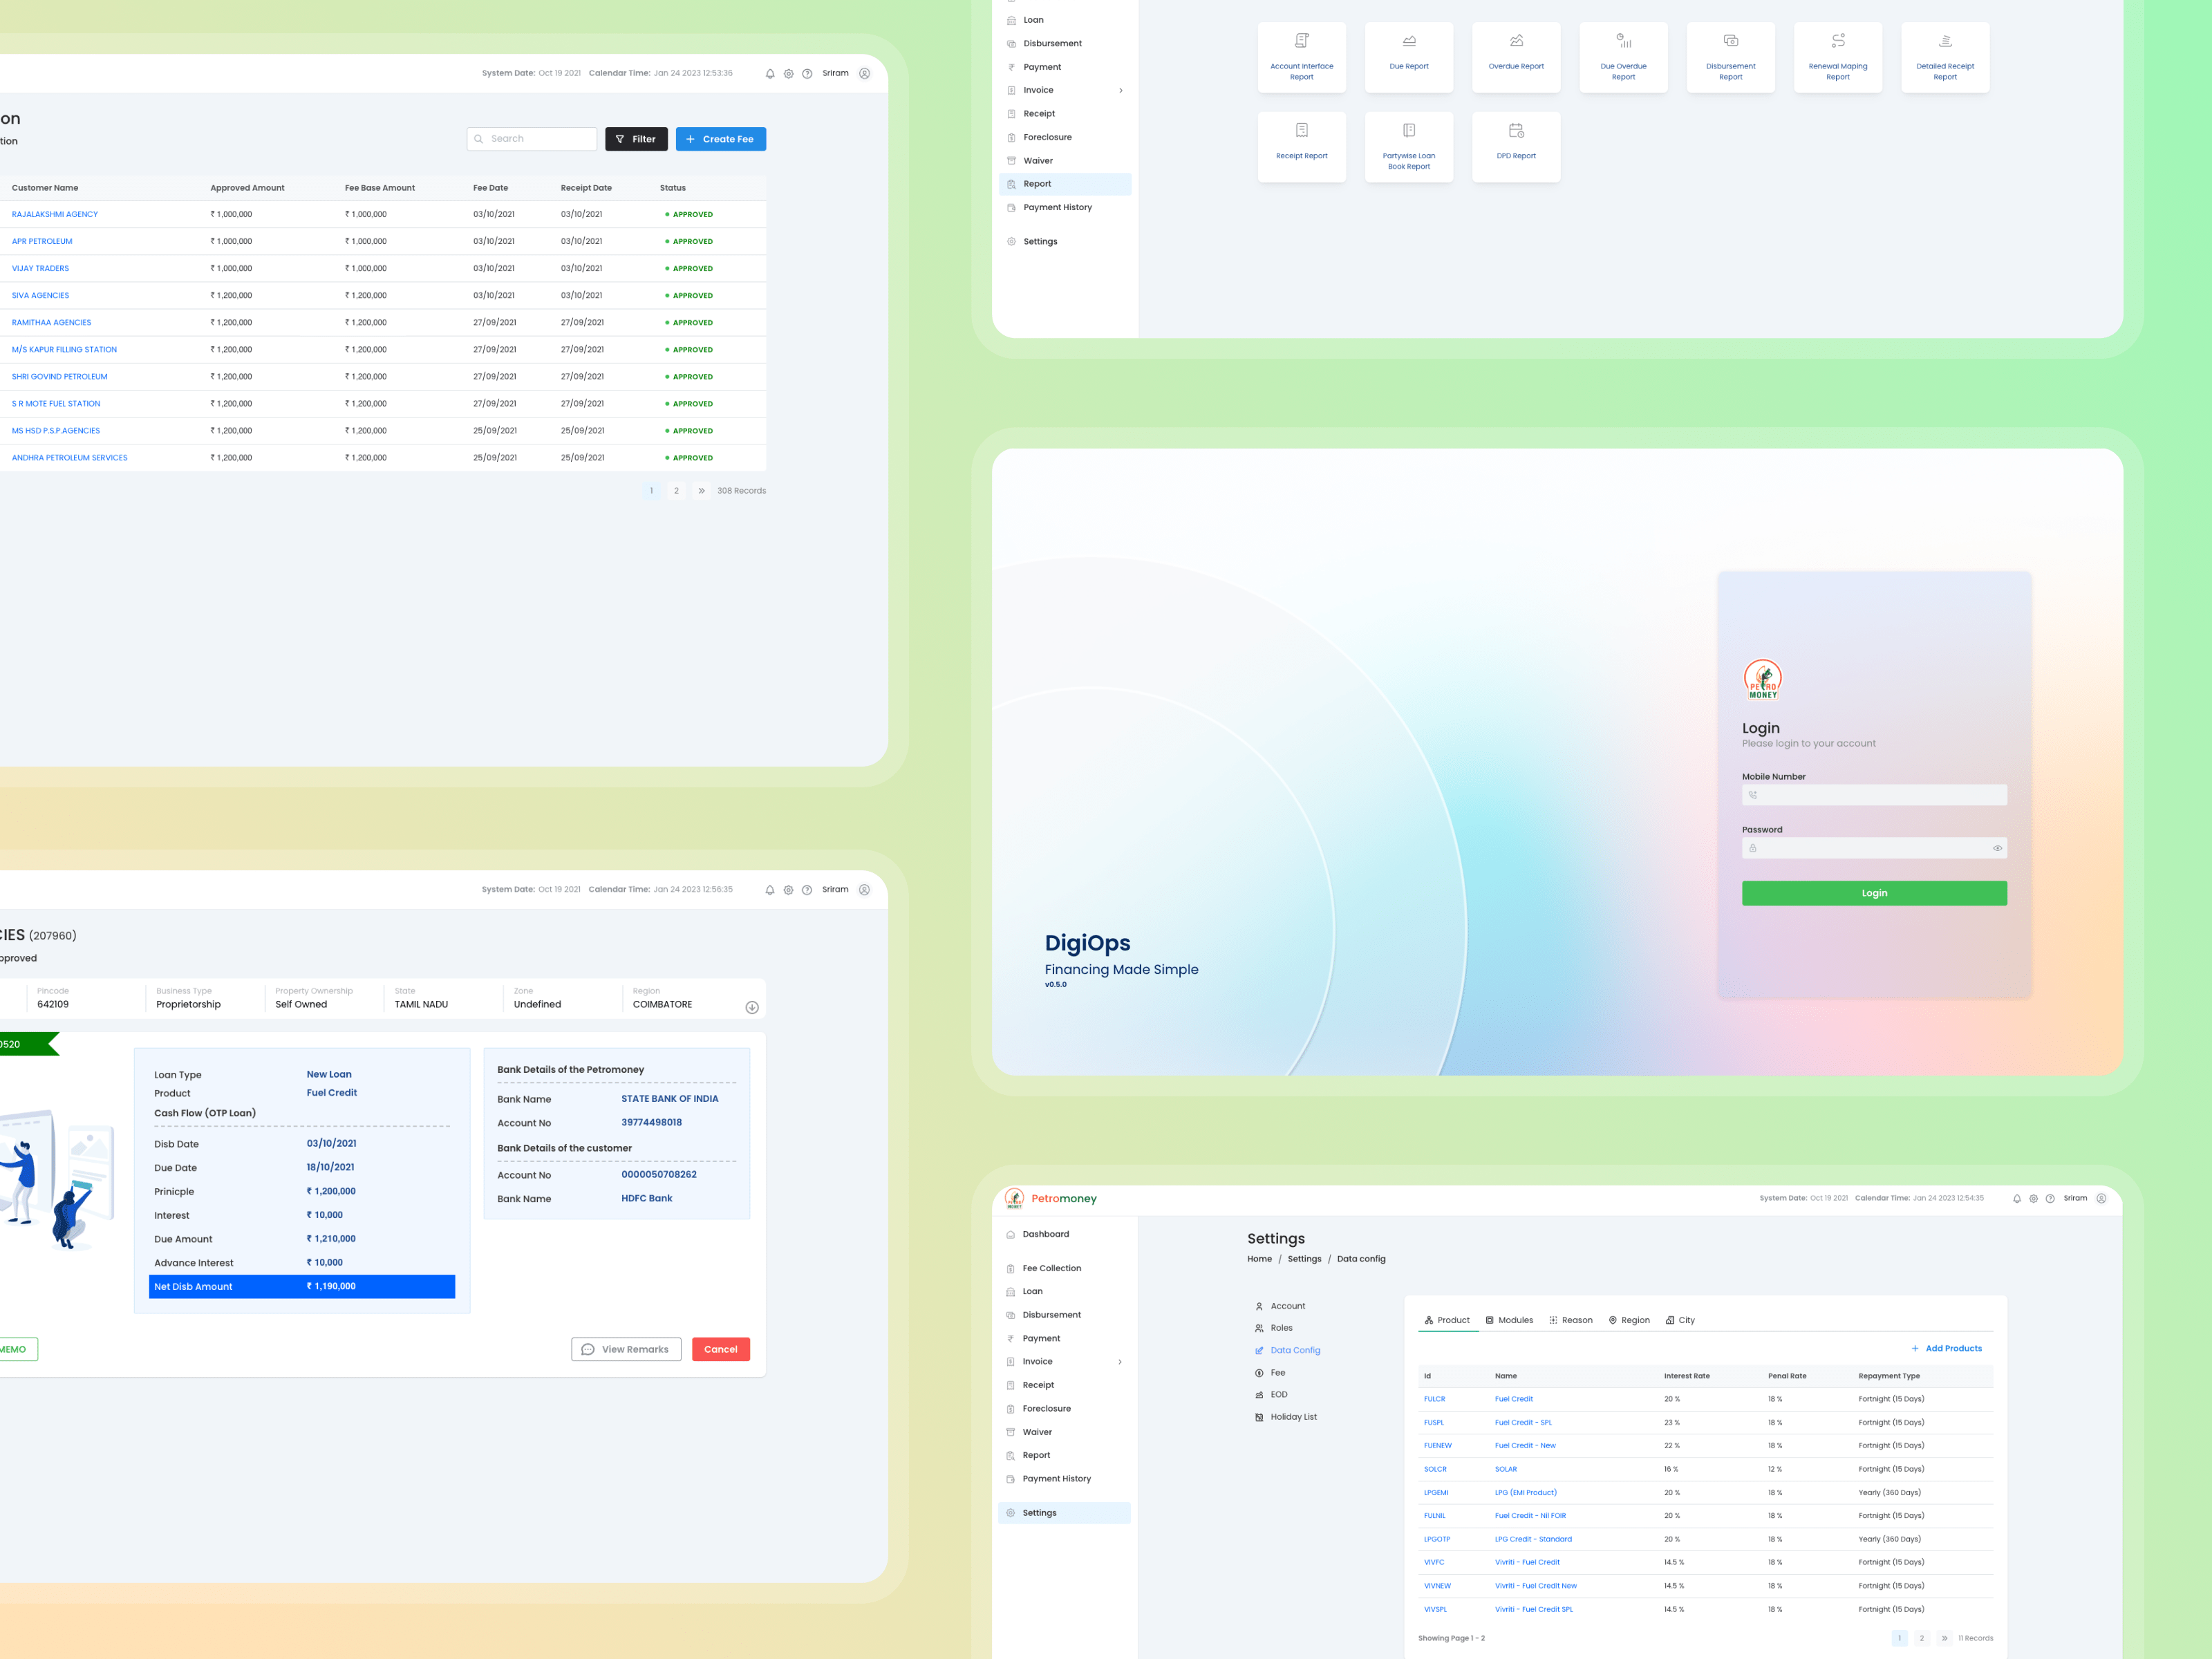 System Date: Oct 19 2021 Calendar Time: Jan 24 2023 12:53:36 Sriram
on
tion
Search Filter + Create Fee
Customer Name Approved Amount Fee Base Amount Fee Date Receipt Date Status
RAJALAKSHMI AGENCY ₹ 1,000,000 ₹ 1,000,000 03/10/2021 03/10/2021 APPROVED
APR PETROLEUM ₹ 1,000,000 ₹ 1,000,000 03/10/2021 03/10/2021 APPROVED
VIJAY TRADERS ₹ 1,000,000 ₹ 1,000,000 03/10/2021 03/10/2021 APPROVED
SIVA AGENCIES ₹ 1,200,000 ₹ 1,200,000 03/10/2021 03/10/2021 APPROVED
RAMITHAA AGENCIES ₹ 1,200,000 ₹ 1,200,000 27/09/2021 27/09/2021 APPROVED
M/S KAPUR FILLING STATION ₹ 1,200,000 ₹ 1,200,000 27/09/2021 27/09/2021 APPROVED
SHRI GOVIND PETROLEUM ₹ 1,200,000 ₹ 1,200,000 27/09/2021 27/09/2021 APPROVED
S R MOTE FUEL STATION ₹ 1,200,000 ₹ 1,200,000 27/09/2021 27/09/2021 APPROVED
MS HSD P.S.P.AGENCIES ₹ 1,200,000 ₹ 1,200,000 25/09/2021 25/09/2021 APPROVED
ANDHRA PETROLEUM SERVICES ₹ 1,200,000 ₹ 1,200,000 25/09/2021 25/09/2021 APPROVED
1 2 » 308 Records
System Date: Oct 19 2021 Calendar Time: Jan 24 2023 12:56:35 Sriram
CIES (207960)
pproved
Pincode Business Type Property Ownership State Zone Region
642109 Proprietorship Self Owned TAMIL NADU Undefined COIMBATORE
0520
Loan Type New Loan
Product Fuel Credit
Cash Flow (OTP Loan)
Disb Date 03/10/2021
Due Date 18/10/2021
Prinicple ₹ 1,200,000
Interest ₹ 10,000
Due Amount ₹ 1,210,000
Advance Interest ₹ 10,000
Net Disb Amount ₹ 1,190,000
Bank Details of the Petromoney
Bank Name STATE BANK OF INDIA
Account No 39774498018
Bank Details of the customer
Account No 0000050708262
Bank Name HDFC Bank
MEMO View Remarks Cancel
Loan
Disbursement
Payment
Invoice
Receipt
Foreclosure
Waiver
Report
Payment History
Settings
Account Interface Report
Due Report
Overdue Report
Due Overdue Report
Disbursement Report
Renewal Maping Report
Detailed Receipt Report
Receipt Report
Partywise Loan Book Report
DPD Report
PETRO
MONEY
Login
Please login to your account
Mobile Number
Password
Login
DigiOps
Financing Made Simple
v0.5.0
PETRO MONEY
Petromoney
System Date: Oct 19 2021 Calendar Time: Jan 24 2023 12:54:35 Sriram
Dashboard
Fee Collection
Loan
Disbursement
Payment
Invoice
Receipt
Foreclosure
Waiver
Report
Payment History
Settings
Settings
Home / Settings / Data config
Account
Roles
Data Config
Fee
EOD
Holiday List
Product Modules Reason Region City
+ Add Products
Id Name Interest Rate Penal Rate Repayment Type
FULCR Fuel Credit 20 % 18 % Fortnight (15 Days)
FUSPL Fuel Credit - SPL 23 % 18 % Fortnight (15 Days)
FUENEW Fuel Credit - New 22 % 18 % Fortnight (15 Days)
SOLCR SOLAR 16 % 12 % Fortnight (15 Days)
LPGEMI LPG (EMI Product) 20 % 18 % Yearly (360 Days)
FULNIL Fuel Credit - Nil FOIR 20 % 18 % Fortnight (15 Days)
LPGOTP LPG Credit - Standard 20 % 18 % Yearly (360 Days)
VIVFC Vivriti - Fuel Credit 14.5 % 18 % Fortnight (15 Days)
VIVNEW Vivriti - Fuel Credit New 14.5 % 18 % Fortnight (15 Days)
VIVSPL Vivriti - Fuel Credit SPL 14.5 % 18 % Fortnight (15 Days)
Showing Page 1 - 2 1 2 » 11 Records